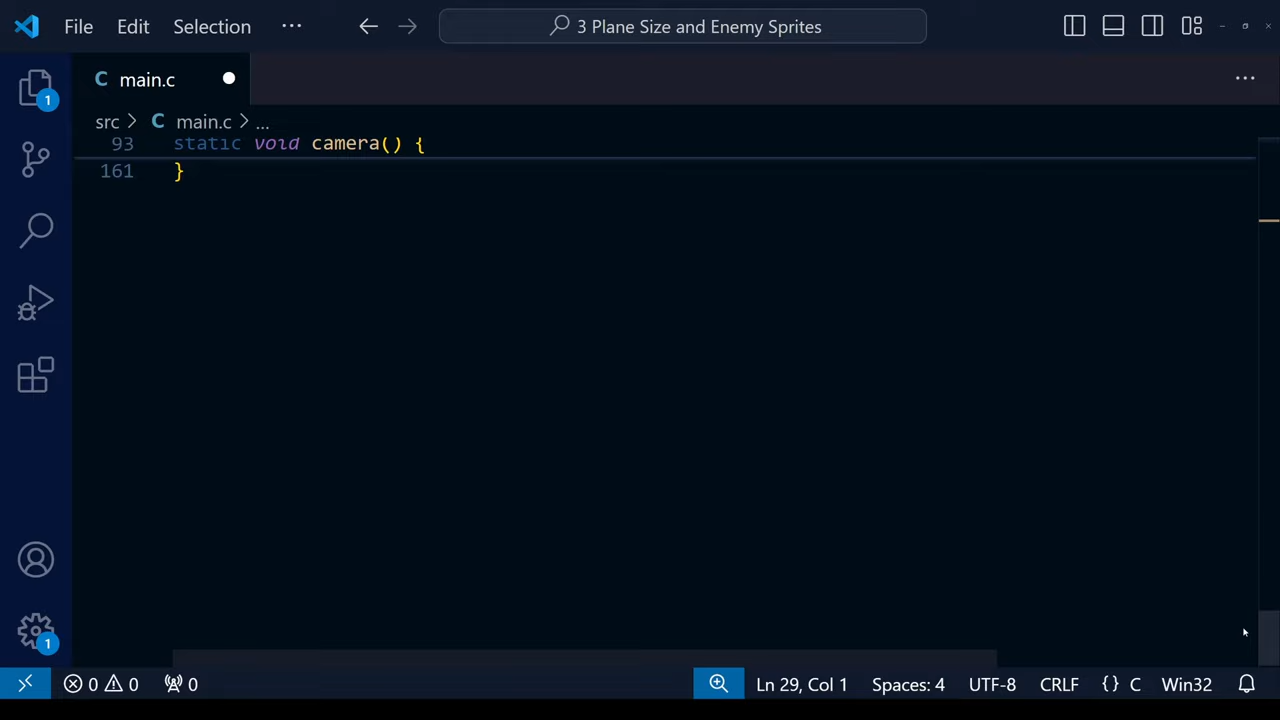 File Edit Selection ··· 3 Plane Size and Enemy Sprites
1
C main.c ···
src > C main.c > ...
93 static void camera() {
161 }
1
0 0 0 Ln 29, Col 1 Spaces: 4 UTF-8 CRLF {} C Win32